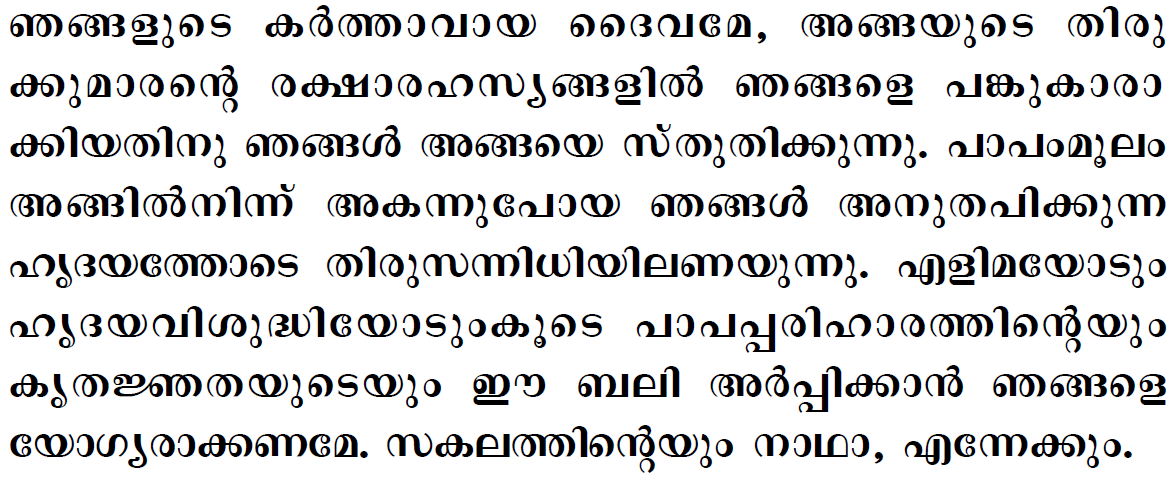 ഞങ്ങളുടെ കർത്താവായ ദൈവമേ, അങ്ങയുടെ തിരു
ക്കുമാരന്റെ രക്ഷാരഹസ്യങ്ങളിൽ ഞങ്ങളെ പങ്കുകാരാ
ക്കിയതിനു ഞങ്ങൾ അങ്ങയെ സ്തുതിക്കുന്നു. പാപംമൂലം
അങ്ങിൽനിന്ന് അകന്നുപോയ ഞങ്ങൾ അനുതപിക്കുന്ന
ഹൃദയത്തോടെ തിരുസന്നിധിയിലണയുന്നു. എളിമയോടും
ഹൃദയവിശുദ്ധിയോടുംകൂടെ പാപപ്പരിഹാരത്തിന്റെയും
കൃതജ്ഞതയുടെയും ഈ ബലി അർപ്പിക്കാൻ ഞങ്ങളെ
യോഗ്യരാക്കണമേ. സകലത്തിന്റെയും നാഥാ, എന്നേക്കും.